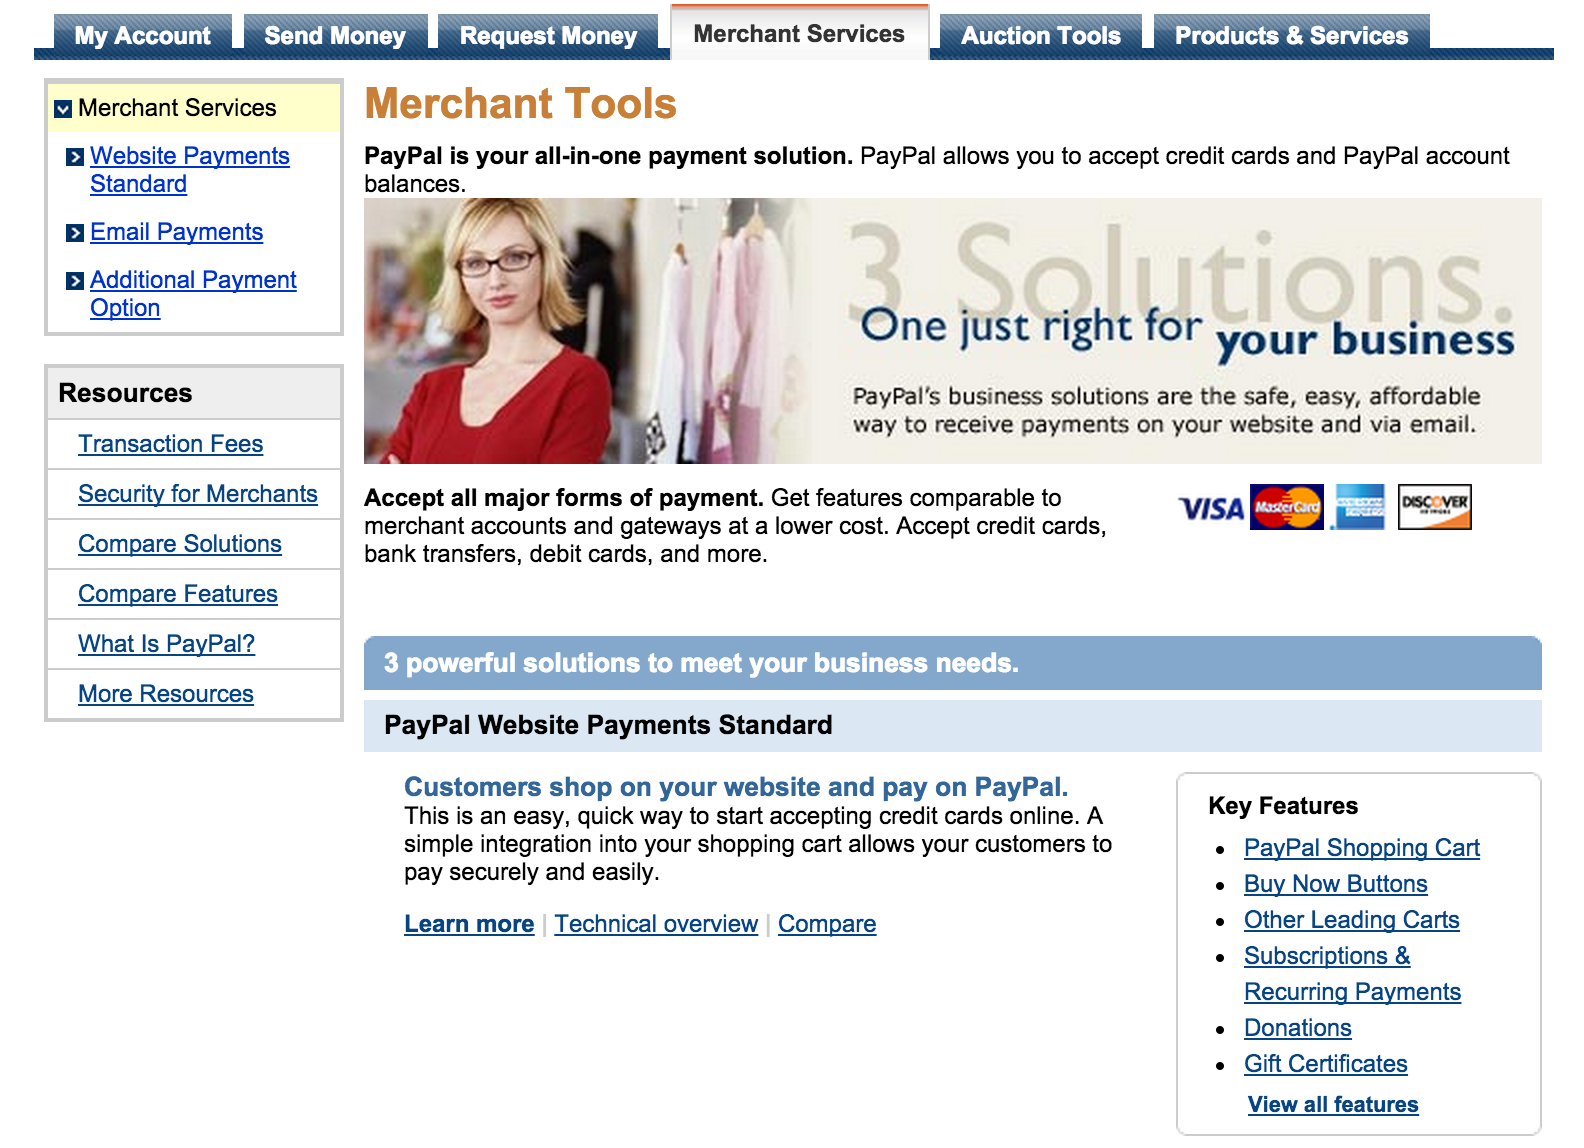 My Account
Send Money
Request Money
Merchant Services
Auction Tools
Products & Services
Merchant Services
Website Payments
Standard
Email Payments
Additional Payment
Option
Resources
Transaction Fees
Security for Merchants
Compare Solutions
Compare Features
What Is PayPal?
More Resources
Merchant Tools
PayPal is your all-in-one payment solution. PayPal allows you to accept credit cards and PayPal account
balances.
3 Solutions.
One just right for your business
PayPal's business solutions are the safe, easy, affordable
way to receive payments on your website and via email.
Accept all major forms of payment. Get features comparable to
merchant accounts and gateways at a lower cost. Accept credit cards,
bank transfers, debit cards, and more.
VISA
MasterCard
DISCOVER
3 powerful solutions to meet your business needs.
PayPal Website Payments Standard
Customers shop on your website and pay on PayPal.
This is an easy, quick way to start accepting credit cards online. A
simple integration into your shopping cart allows your customers to
pay securely and easily.
Learn more | Technical overview | Compare
Key Features
• PayPal Shopping Cart
• Buy Now Buttons
• Other Leading Carts
• Subscriptions &
Recurring Payments
• Donations
• Gift Certificates
View all features